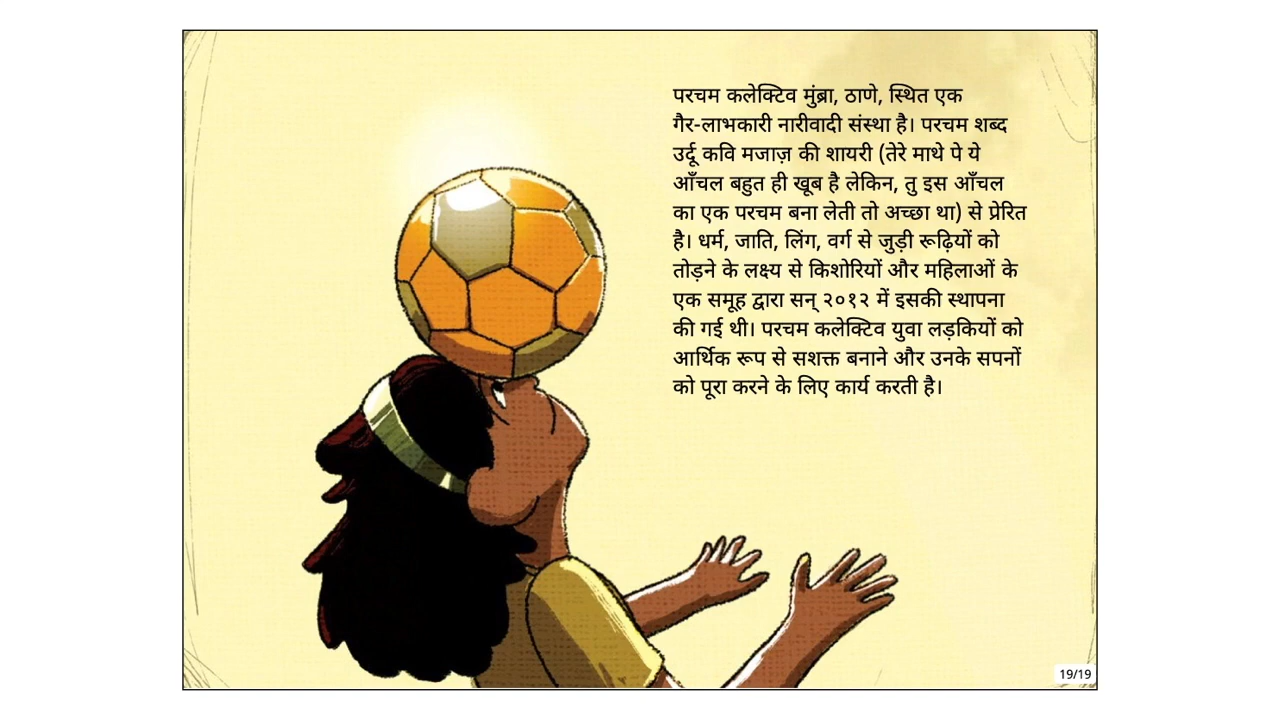 परचम कलेक्टिव मुंब्रा, ठाणे, स्थित एक
गैर-लाभकारी नारीवादी संस्था है। परचम शब्द
उर्दू कवि मजाज़ की शायरी (तेरे माथे पे ये
आँचल बहुत ही खूब है लेकिन, तु इस आँचल
का एक परचम बना लेती तो अच्छा था) से प्रेरित
है। धर्म, जाति, लिंग, वर्ग से जुड़ी रूढ़ियों को
तोड़ने के लक्ष्य से किशोरियों और महिलाओं के
एक समूह द्वारा सन् २०१२ में इसकी स्थापना
की गई थी। परचम कलेक्टिव युवा लड़कियों को
आर्थिक रूप से सशक्त बनाने और उनके सपनों
को पूरा करने के लिए कार्य करती है।
19/19